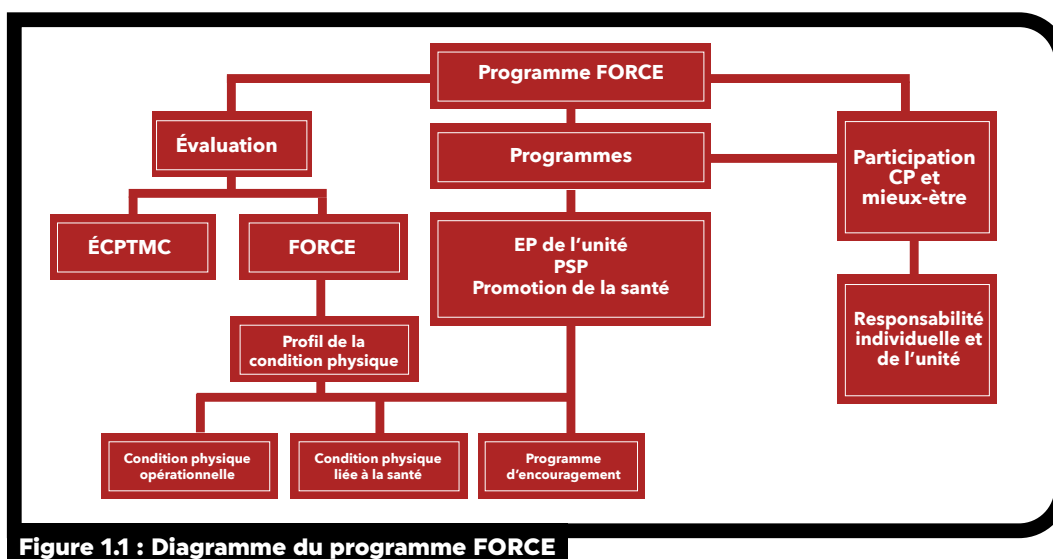 Programme FORCE
Évaluation
Programmes
Participation
CP et
mieux-ètre
ÉCPTMC
FORCE
EP de l’unité
PSP
Promotion de la santé
Responsabilité
individuelle et
de l’unité
Profil de la
condition physique
Condition physique
opérationnelle
Condition physique
liée à la santé
Programme
d’encouragement
Figure 1.1 : Diagramme du programme FORCE